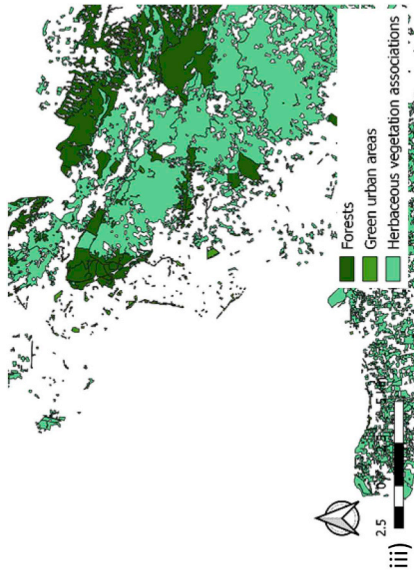 Forests
Green urban areas
Herbaceous vegetation associations
2.5
iii)